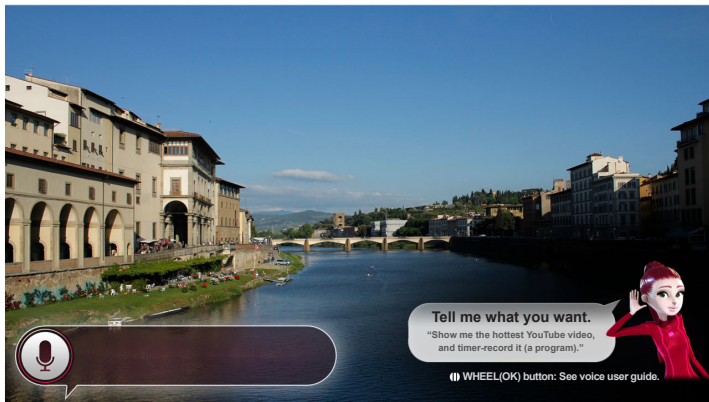 Tell me what you want.
“Show me the hottest YouTube video,
and timer-record it (a program).”
WHEEL(OK) button: See voice user guide.